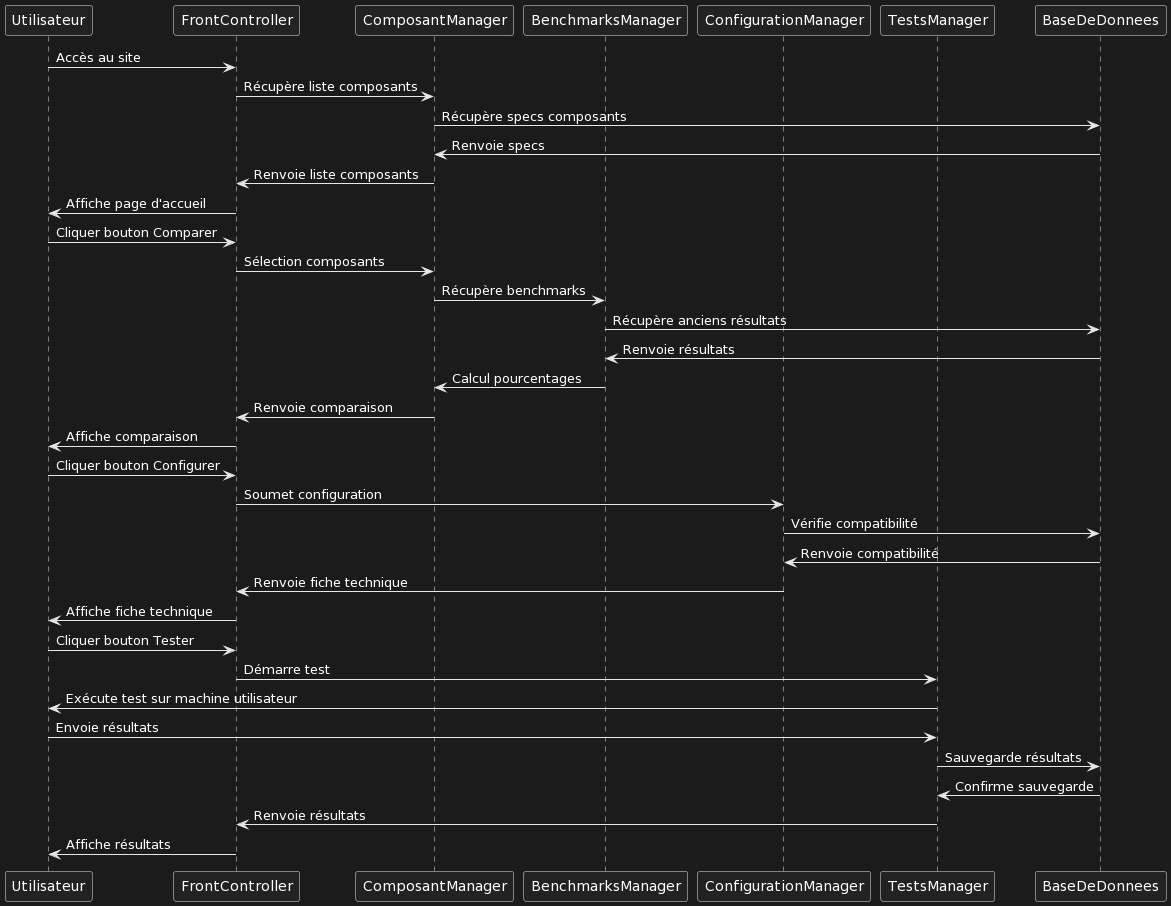 Utilisateur FrontController ComposantManager BenchmarksManager ConfigurationManager TestsManager BaseDeDonnees
Accès au site
Récupère liste composants
Récupère specs composants
Renvoie specs
Renvoie liste composants
Affiche page d'accueil
Cliquer bouton Comparer
Sélection composants
Récupère benchmarks
Récupère anciens résultats
Renvoie résultats
Calcul pourcentages
Renvoie comparaison
Affiche comparaison
Cliquer bouton Configurer
Soumet configuration
Vérifie compatibilité
Renvoie compatibilité
Renvoie fiche technique
Affiche fiche technique
Cliquer bouton Tester
Démarre test
Exécute test sur machine utilisateur
Envoie résultats
Sauvegarde résultats
Confirme sauvegarde
Renvoie résultats
Affiche résultats
Utilisateur FrontController ComposantManager BenchmarksManager ConfigurationManager TestsManager BaseDeDonnees